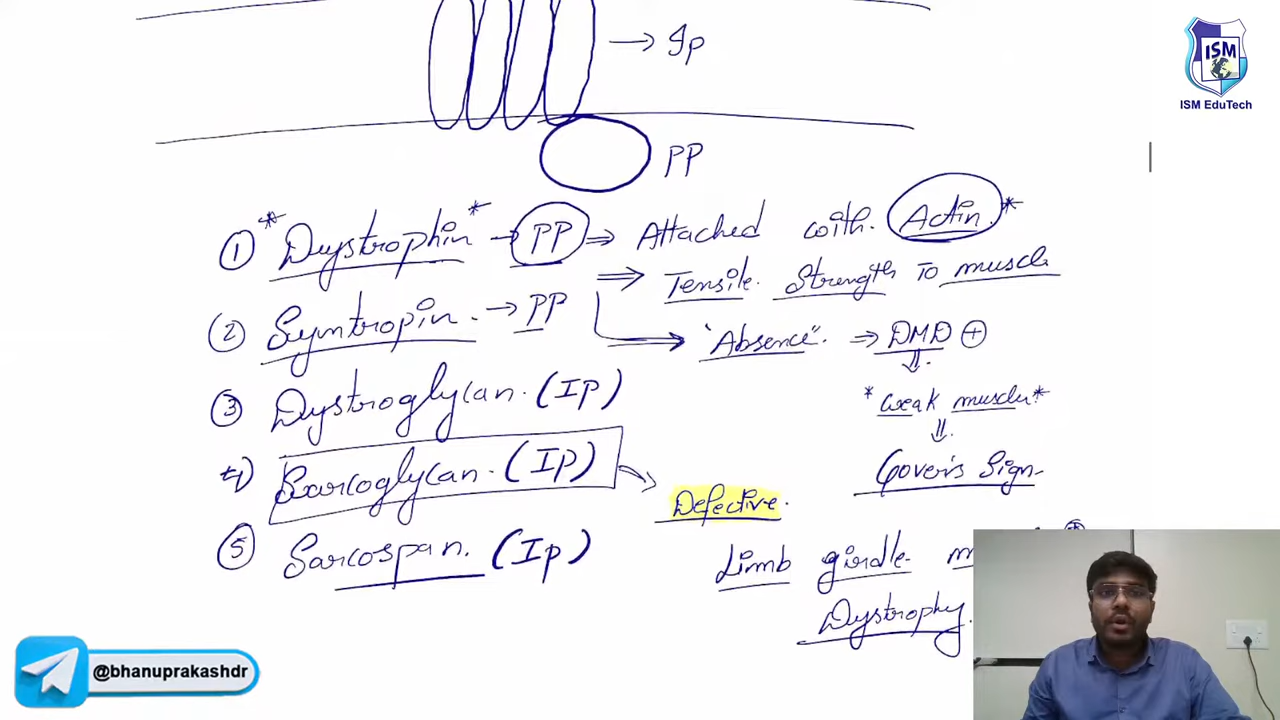 → Ip
ISM
ISM EduTech
PP
① *Dystrophin* → PP ⇒ Attached with. Actin*
⇒ Tensile. Strength To muscle
② Syntropin. → PP
"Absence". ⇒ DMD ⊕
③ Dystroglycan. (Ip)
*weak muscle*
4) Sarcoglycan. (Ip)
Gover's Sign
Defective.
⑤ Sarcospan. (Ip)
Limb girdle m
Dystrophy.
@bhanuprakashdr